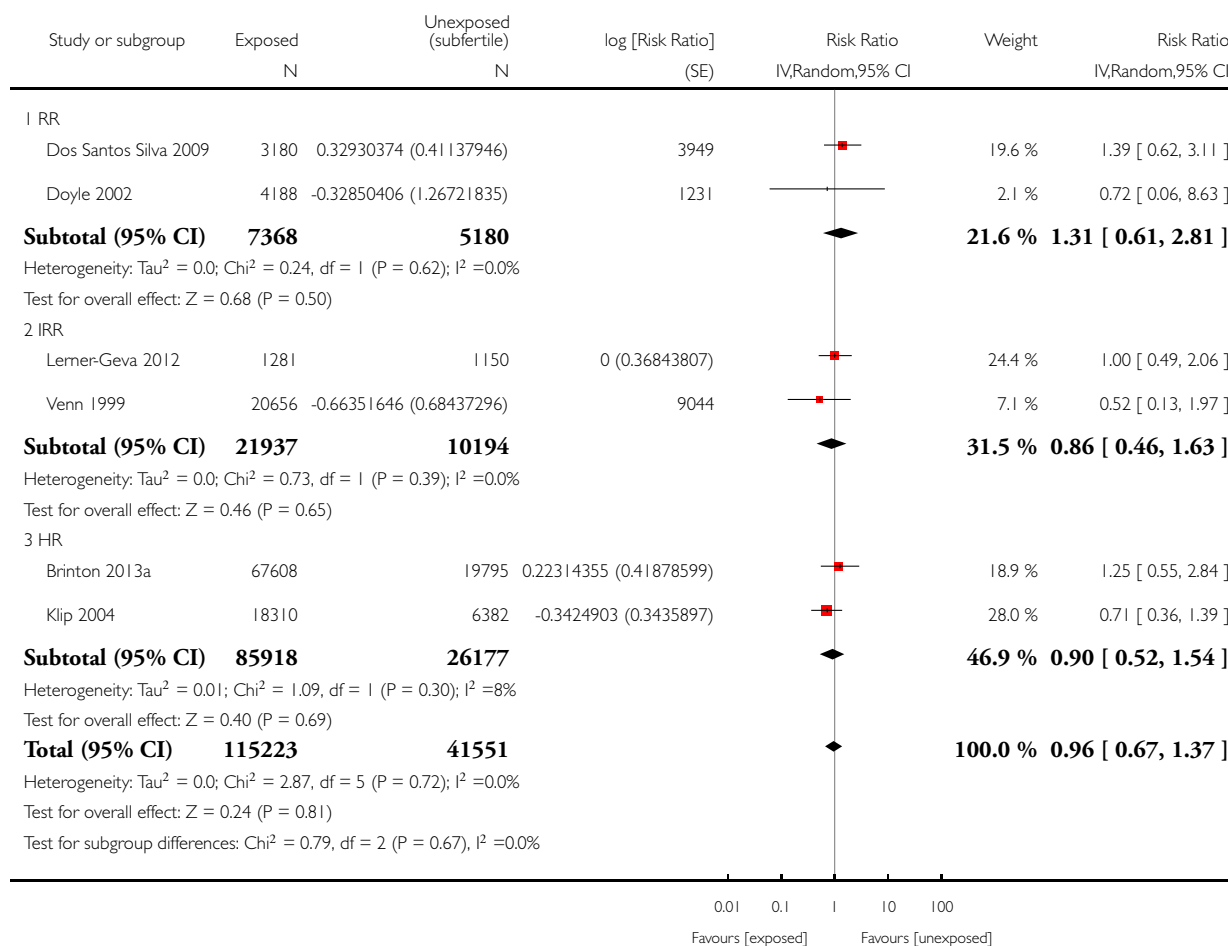 Unexposed
Study or subgroup Exposed (subfertile) log [Risk Ratio] Risk Ratio Weight Risk Ratio
N N (SE) IV,Random,95% CI IV,Random,95% CI
1 RR
Dos Santos Silva 2009 3180 0.32930374 (0.41137946) 3949 19.6 % 1.39 [ 0.62, 3.11 ]
Doyle 2002 4188 -0.32850406 (1.26721835) 1231 2.1 % 0.72 [ 0.06, 8.63 ]
Subtotal (95% CI) 7368 5180 21.6 % 1.31 [ 0.61, 2.81 ]
Heterogeneity: Tau² = 0.0; Chi² = 0.24, df = 1 (P = 0.62); I² =0.0%
Test for overall effect: Z = 0.68 (P = 0.50)
2 IRR
Lerner-Geva 2012 1281 1150 0 (0.36843807) 24.4 % 1.00 [ 0.49, 2.06 ]
Venn 1999 20656 -0.66351646 (0.68437296) 9044 7.1 % 0.52 [ 0.13, 1.97 ]
Subtotal (95% CI) 21937 10194 31.5 % 0.86 [ 0.46, 1.63 ]
Heterogeneity: Tau² = 0.0; Chi² = 0.73, df = 1 (P = 0.39); I² =0.0%
Test for overall effect: Z = 0.46 (P = 0.65)
3 HR
Brinton 2013a 67608 19795 0.22314355 (0.41878599) 18.9 % 1.25 [ 0.55, 2.84 ]
Klip 2004 18310 6382 -0.3424903 (0.3435897) 28.0 % 0.71 [ 0.36, 1.39 ]
Subtotal (95% CI) 85918 26177 46.9 % 0.90 [ 0.52, 1.54 ]
Heterogeneity: Tau² = 0.01; Chi² = 1.09, df = 1 (P = 0.30); I² =8%
Test for overall effect: Z = 0.40 (P = 0.69)
Total (95% CI) 115223 41551 100.0 % 0.96 [ 0.67, 1.37 ]
Heterogeneity: Tau² = 0.0; Chi² = 2.87, df = 5 (P = 0.72); I² =0.0%
Test for overall effect: Z = 0.24 (P = 0.81)
Test for subgroup differences: Chi² = 0.79, df = 2 (P = 0.67), I² =0.0%
0.01 0.1 1 10 100
Favours [exposed] Favours [unexposed]